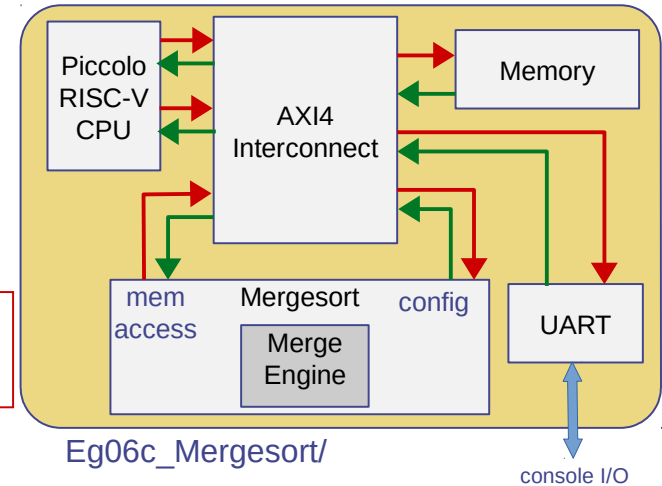 Piccolo
RISC-V
CPU
AXI4
Interconnect
Memory
mem
access
Mergesort
config
Merge
Engine
UART
Eg06c_Mergesort/
console I/O